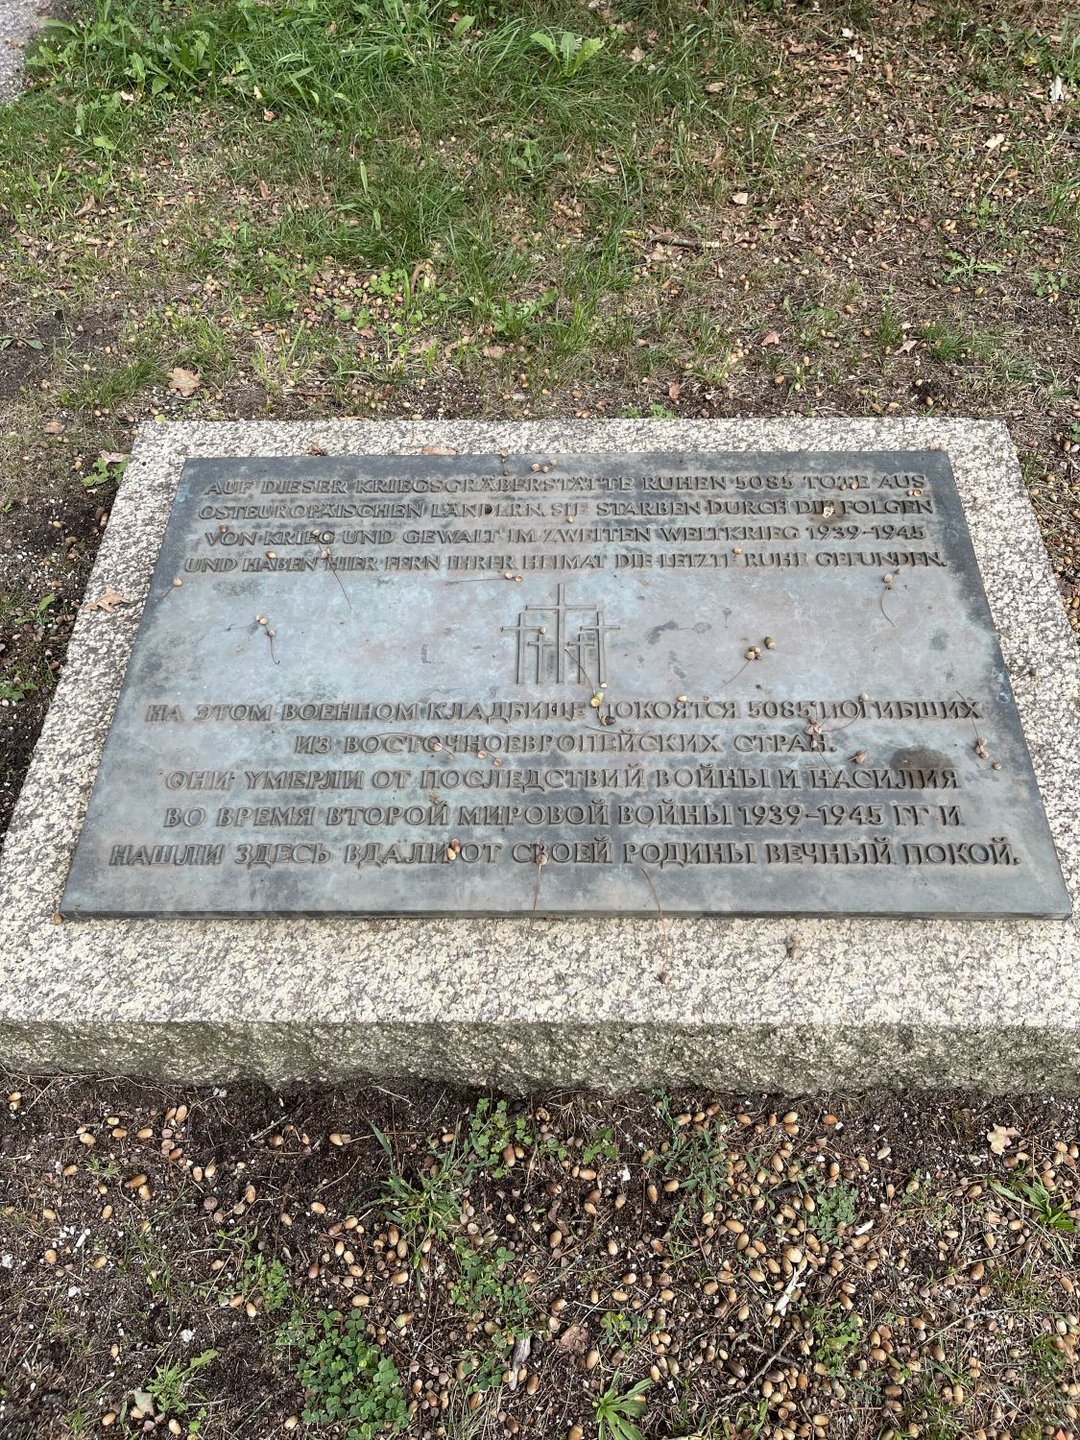 AUF DIESER KRIEGSGRÄBERSTÄTTE RUHEN 5085 TOTE AUS
OSTEUROPÄISCHEN LÄNDERN. SIE STARBEN DURCH DIE FOLGEN
VON KRIEG UND GEWALT IM ZWEITEN WELTKRIEG 1939-1945
UND HABEN HIER FERN IHRER HEIMAT DIE LETZTE RUHE GEFUNDEN.
НА ЭТОМ ВОЕННОМ КЛАДБИЩЕ ПОКОЯТСЯ 5085 ПОГИБШИХ
ИЗ ВОСТОЧНОЕВРОПЕЙСКИХ СТРАН.
ОНИ УМЕРЛИ ОТ ПОСЛЕДСТВИЙ ВОЙНЫ И НАСИЛИЯ
ВО ВРЕМЯ ВТОРОЙ МИРОВОЙ ВОЙНЫ 1939-1945 ГГ И
НАШЛИ ЗДЕСЬ ВДАЛИ ОТ СВОЕЙ РОДИНЫ ВЕЧНЫЙ ПОКОЙ.